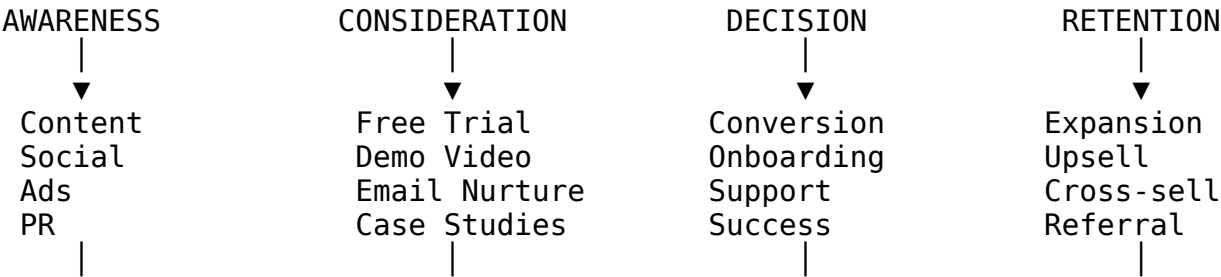 AWARENESS CONSIDERATION DECISION RETENTION
│ │ │ │
▼ ▼ ▼ ▼
Content Free Trial Conversion Expansion
Social Demo Video Onboarding Upsell
Ads Email Nurture Support Cross-sell
PR Case Studies Success Referral
│ │ │ │